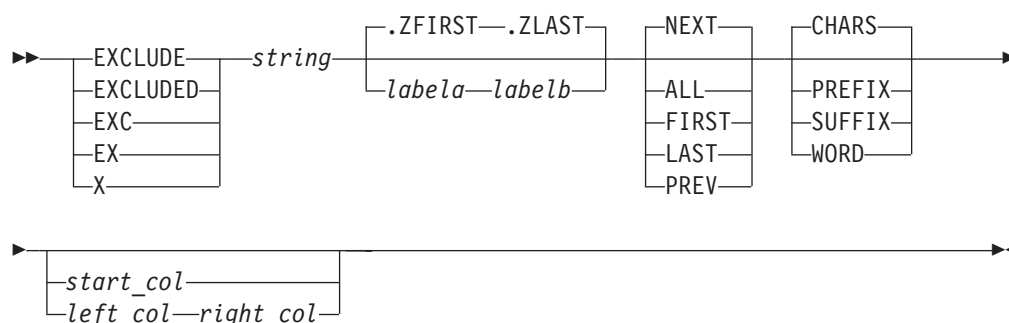 .ZFIRST .ZLAST NEXT CHARS
EXCLUDE string
EXCLUDED labela labelb ALL PREFIX
EXC FIRST SUFFIX
EX LAST WORD
X PREV
start_col
left_col right_col